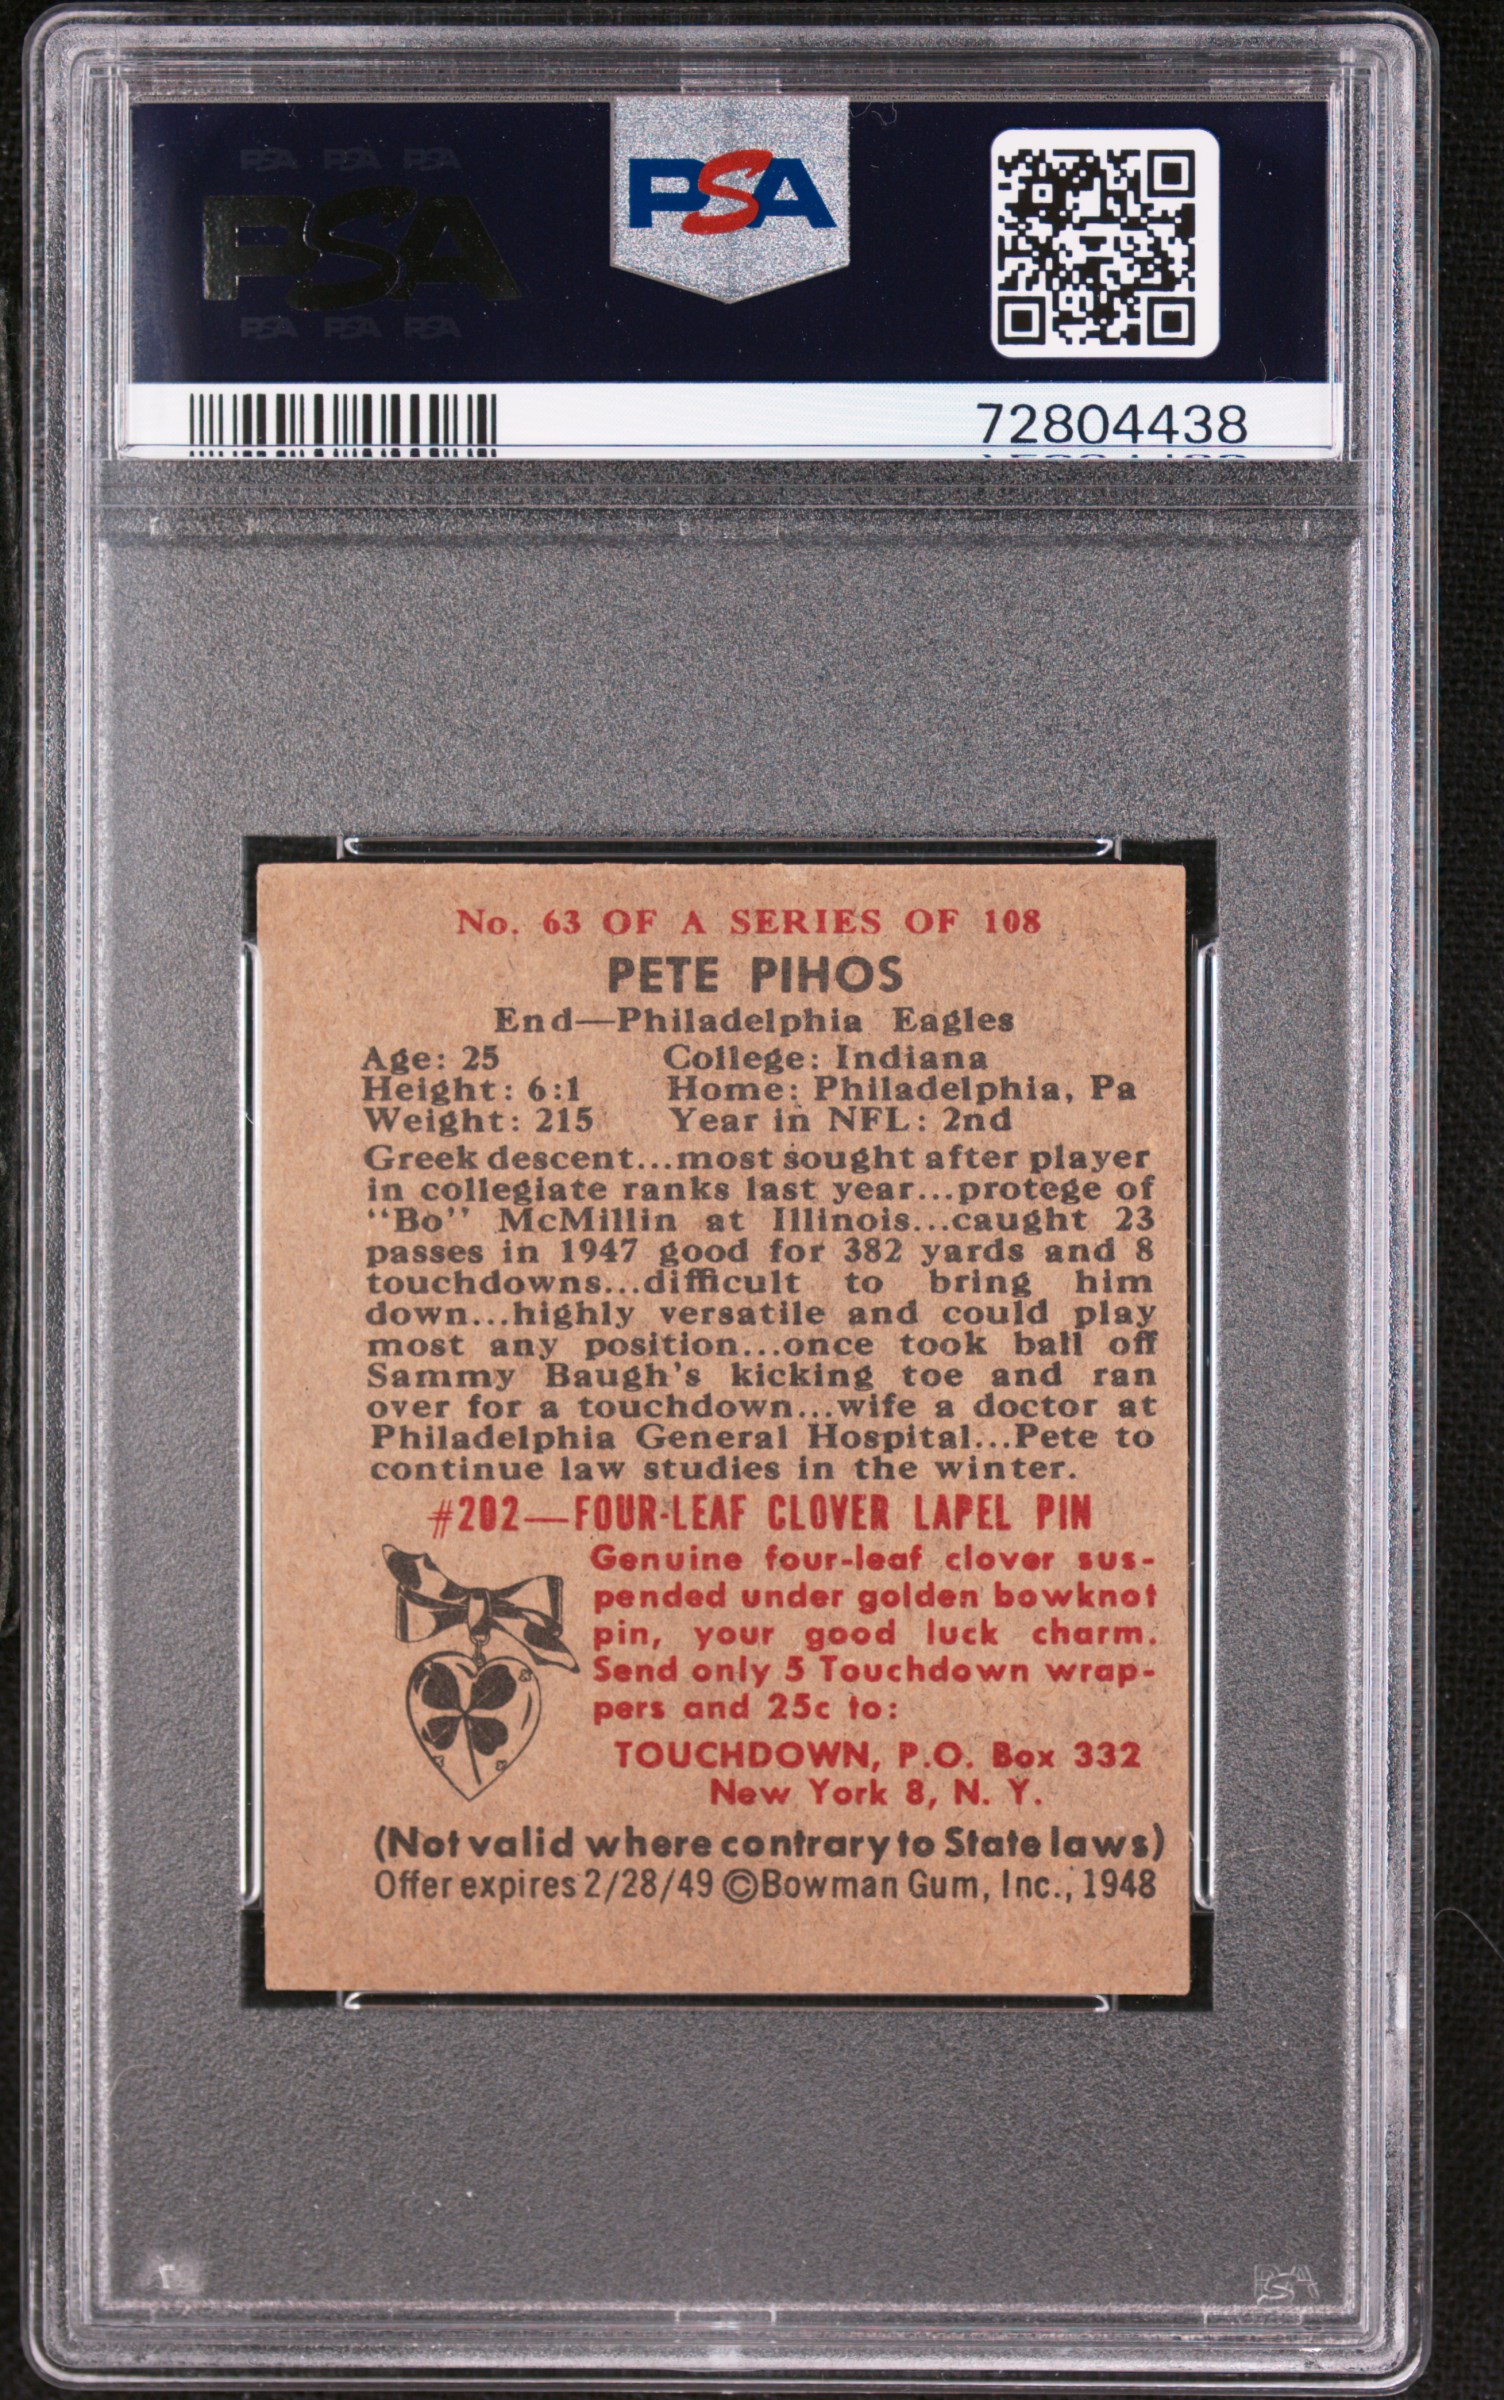 PSA PSA PSA
PSA
PSA PSA PSA
PSA
72804438
No. 63 OF A SERIES OF 108
PETE PIHOS
End—Philadelphia Eagles
Age: 25 College: Indiana
Height: 6:1 Home: Philadelphia, Pa
Weight: 215 Year in NFL: 2nd
Greek descent...most sought after player
in collegiate ranks last year...protege of
"Bo" McMillin at Illinois...caught 23
passes in 1947 good for 382 yards and 8
touchdowns...difficult to bring him
down...highly versatile and could play
most any position...once took ball off
Sammy Baugh's kicking toe and ran
over for a touchdown...wife a doctor at
Philadelphia General Hospital...Pete to
continue law studies in the winter.
#202—FOUR-LEAF CLOVER LAPEL PIN
Genuine four-leaf clover sus-
pended under golden bowknot
pin, your good luck charm.
Send only 5 Touchdown wrap-
pers and 25c to:
TOUCHDOWN, P.O. Box 332
New York 8, N. Y.
(Not valid where contrary to State laws)
Offer expires 2/28/49 ©Bowman Gum, Inc., 1948
PSA